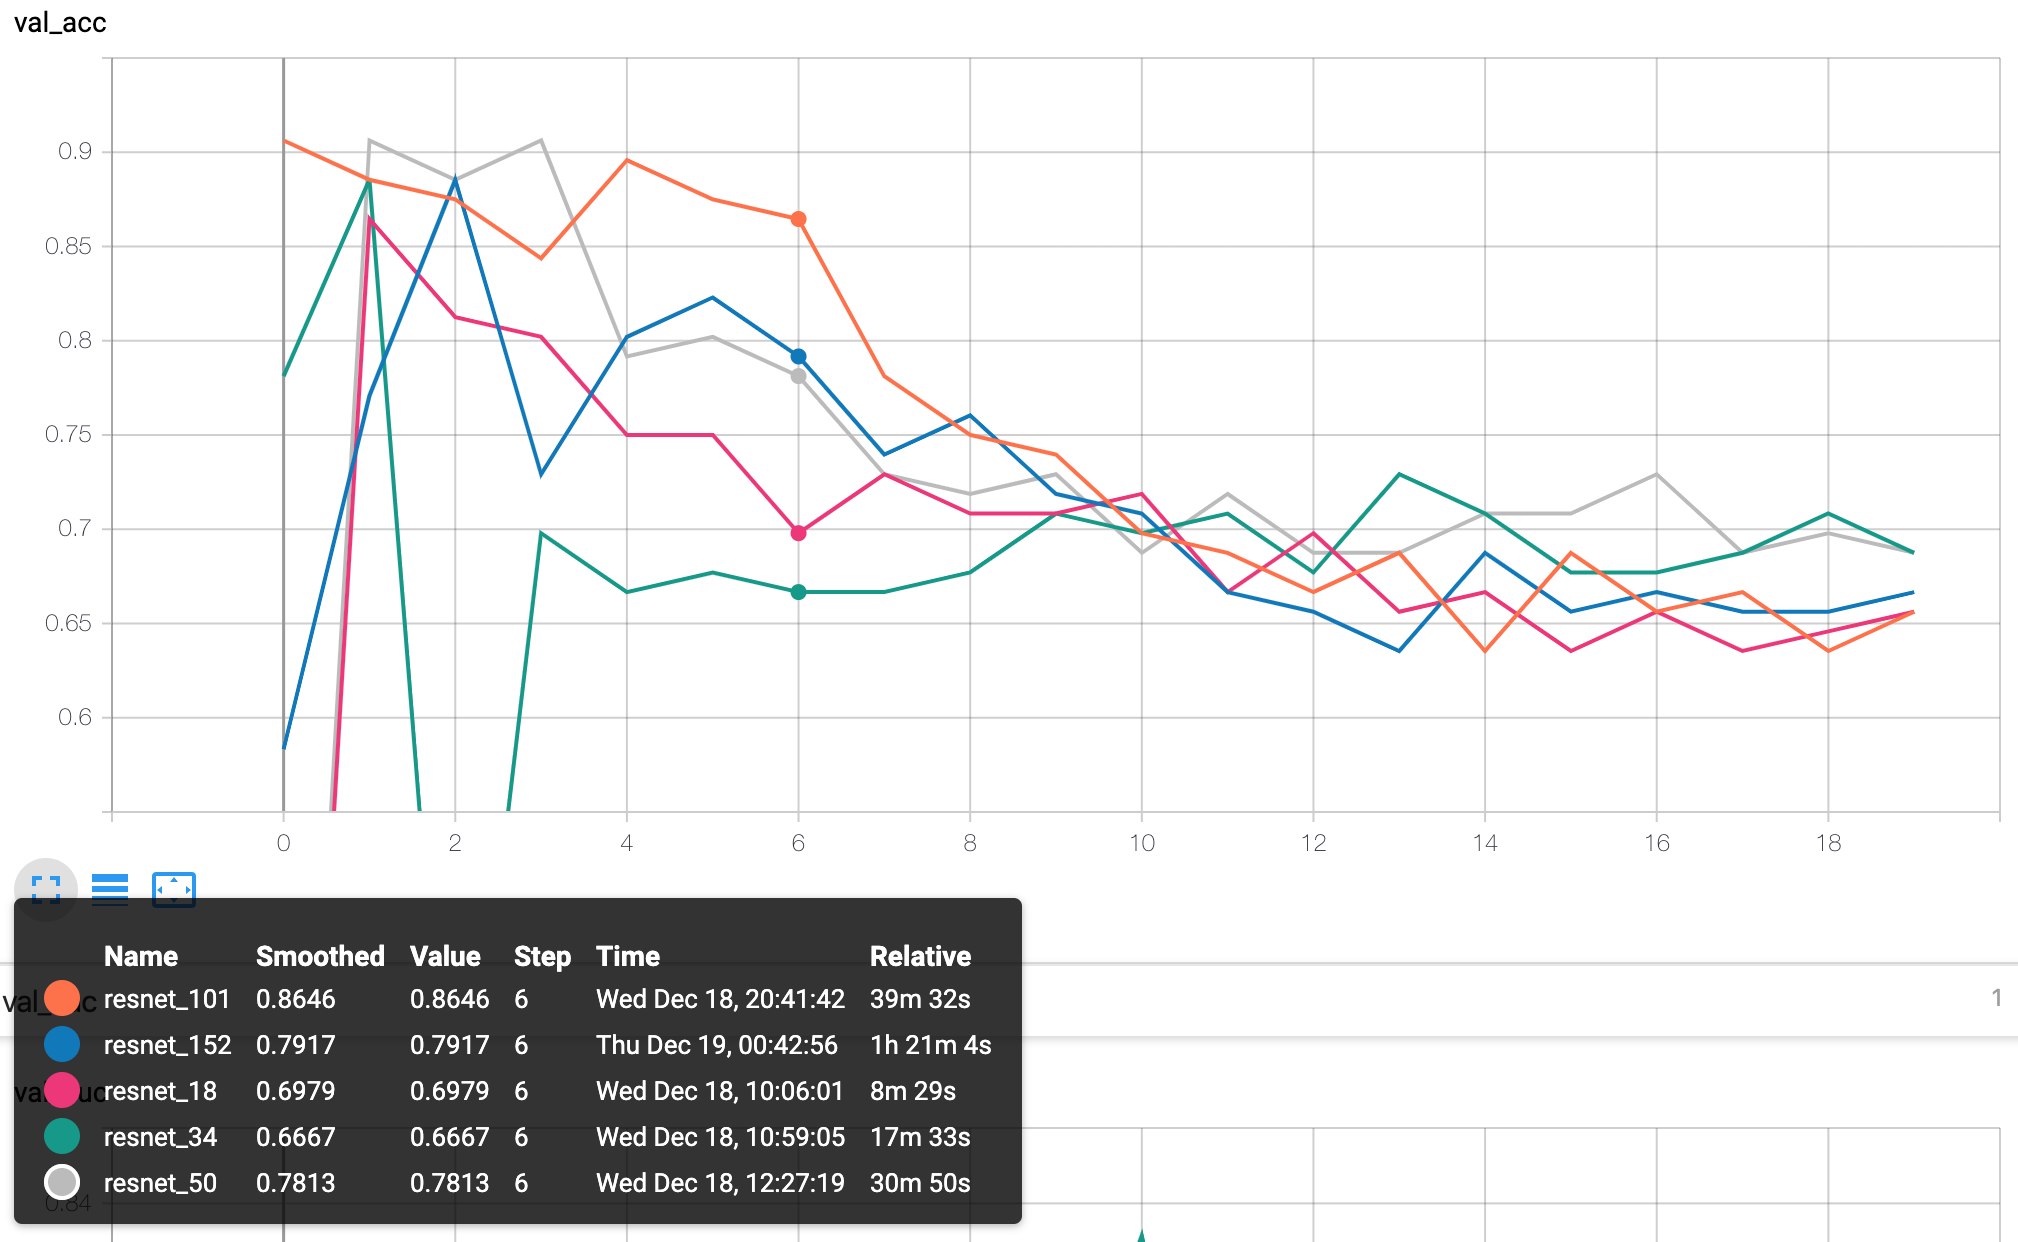 val_acc
0.9
0.85
0.8
0.75
0.7
0.65
0.6
0 2 4 6 8 10 12 14 16 18
Name Smoothed Value Step Time Relative
resnet_101 0.8646 0.8646 6 Wed Dec 18, 20:41:42 39m 32s
1
resnet_152 0.7917 0.7917 6 Thu Dec 19, 00:42:56 1h 21m 4s
resnet_18 0.6979 0.6979 6 Wed Dec 18, 10:06:01 8m 29s
resnet_34 0.6667 0.6667 6 Wed Dec 18, 10:59:05 17m 33s
resnet_50 0.7813 0.7813 6 Wed Dec 18, 12:27:19 30m 50s
0.84